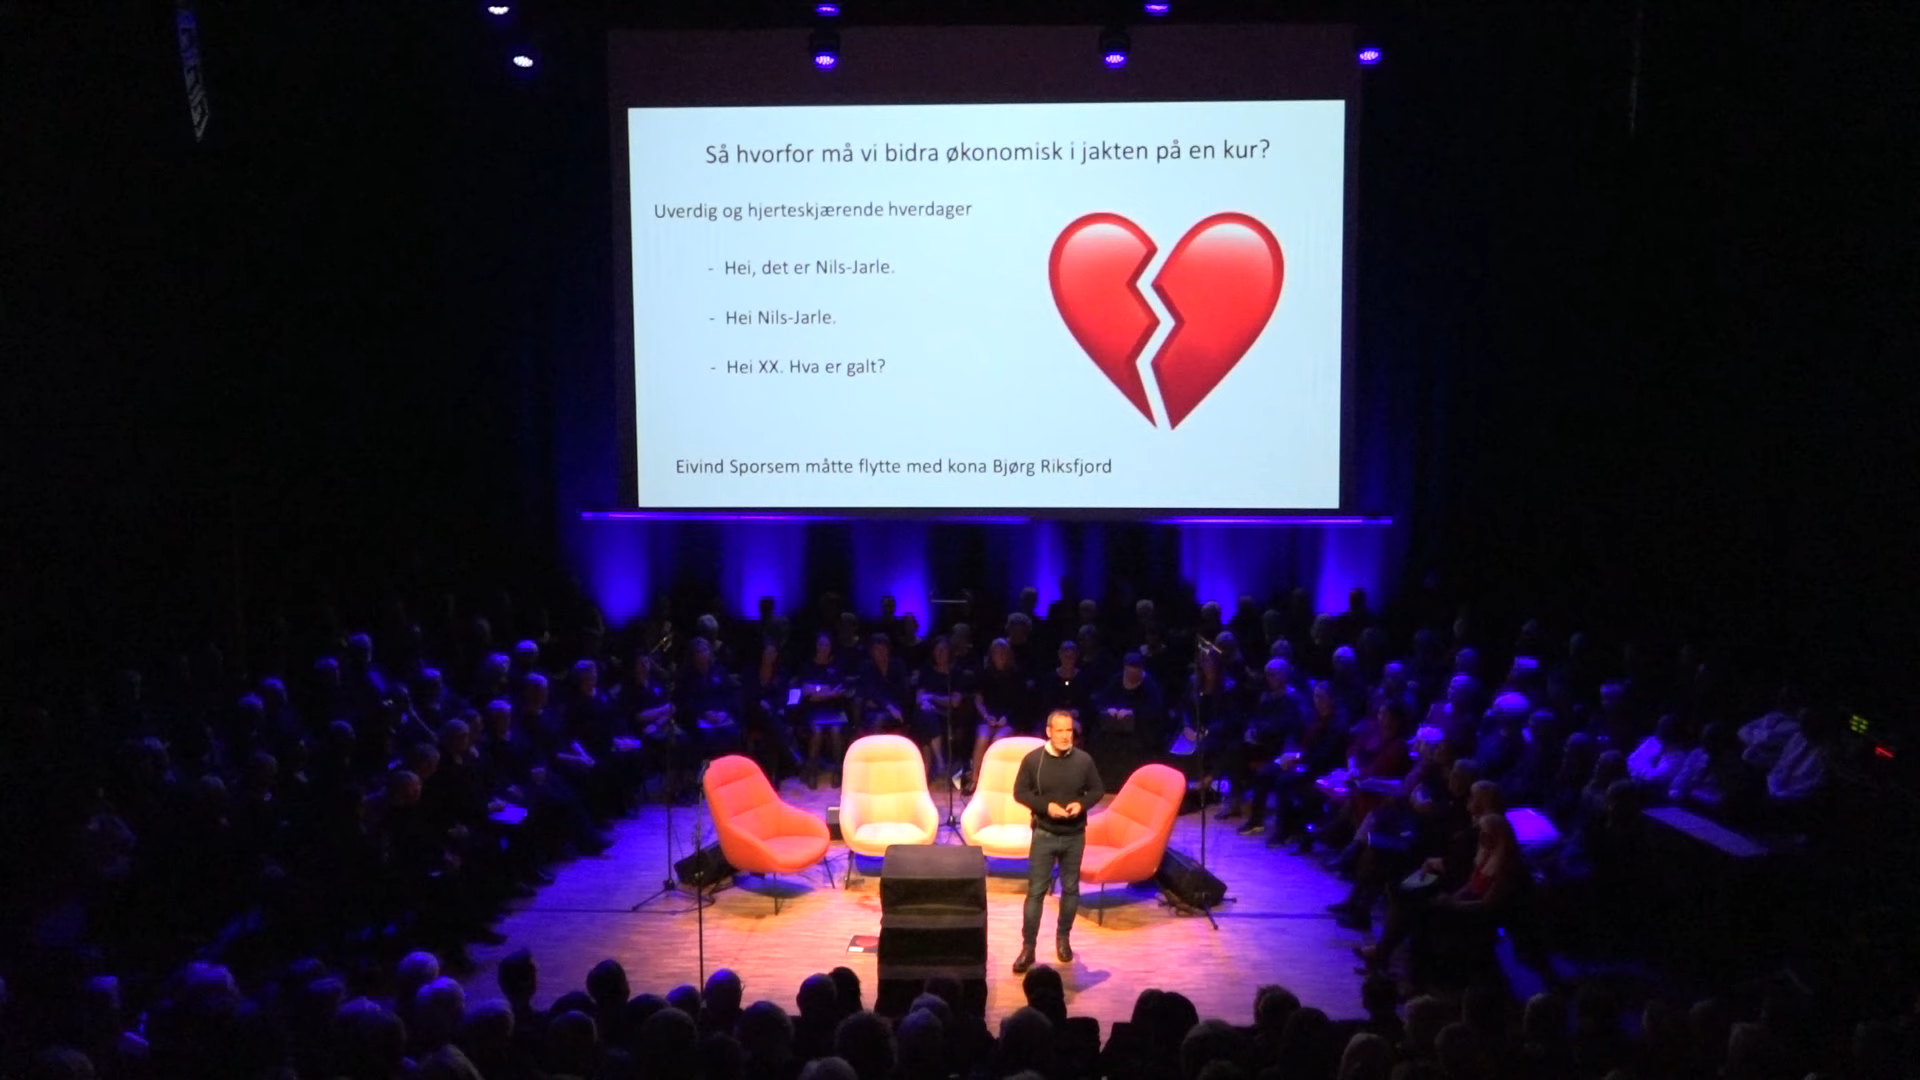 Så hvorfor må vi bidra økonomisk i jakten på en kur?
Uverdig og hjerteskjærende hverdager
- Hei, det er Nils-Jarle.
- Hei Nils-Jarle.
- Hei XX. Hva er galt?
Eivind Sporsem måtte flytte med kona Bjørg Riksfjord